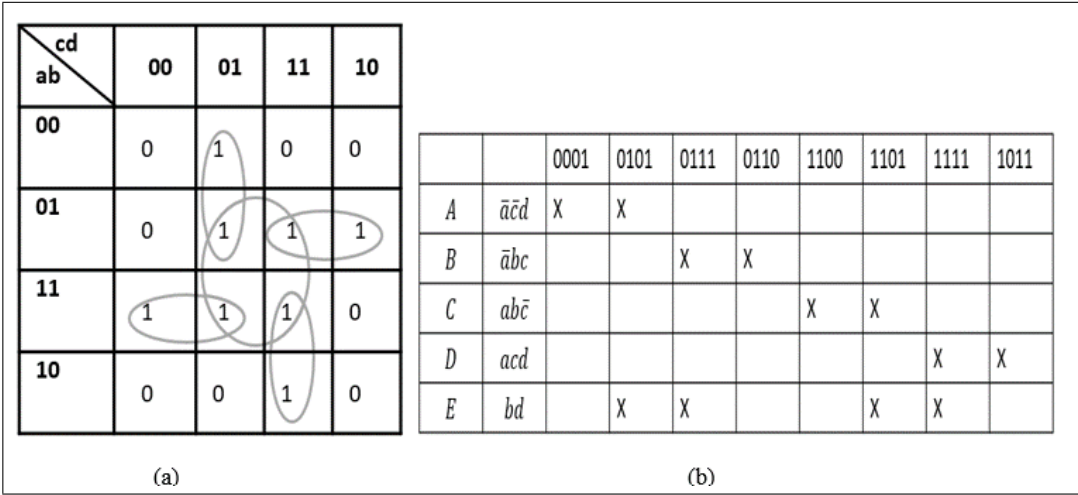 cd
ab 00 01 11 10
00 0 1 0 0
01 0 1 1 1
11 1 1 1 0
10 0 0 1 0
0001 0101 0111 0110 1100 1101 1111 1011
A āc̄d X X
B ābc X X
C abc̄ X X
D acd X X
E bd X X X X
(a) (b)